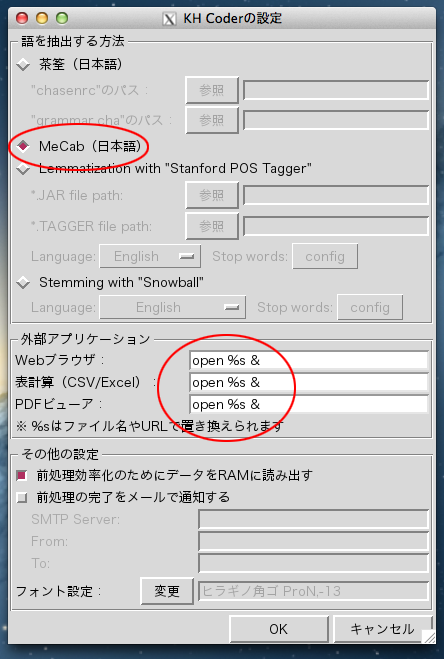 KH Coderの設定
語を抽出する方法
茶筌（日本語）
"chasenrc"のパス： 参照
"grammar.cha"のパス： 参照
MeCab（日本語）
Lemmatization with "Stanford POS Tagger"
*.JAR file path: 参照
*.TAGGER file path: 参照
Language: English Stop words: config
Stemming with "Snowball"
Language: English Stop words: config
外部アプリケーション
Webブラウザ： open %s &
表計算（CSV/Excel）： open %s &
PDFビューア： open %s &
※ %sはファイル名やURLで置き換えられます
その他の設定
前処理効率化のためにデータをRAMに読み出す
前処理の完了をメールで通知する
SMTP Server:
From:
To:
フォント設定： 変更 ヒラギノ角ゴ ProN,-13
OK キャンセル